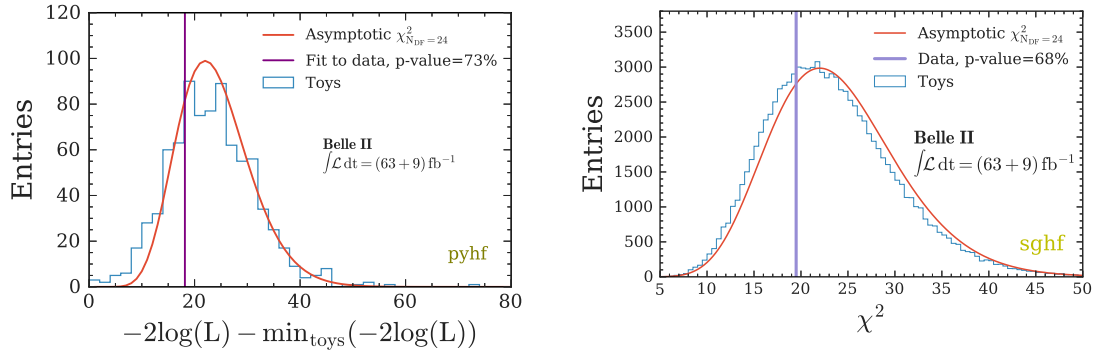 120
100
80
60
40
20
0
Entries
Asymptotic χ²_{N_DF=24}
Fit to data, p-value=73%
Toys
Belle II
∫ℒ dt = (63+9) fb⁻¹
pyhf
0 20 40 60 80
−2log(L) − min_toys(−2log(L))
3500
3000
2500
2000
1500
1000
500
0
Entries
Asymptotic χ²_{N_DF=24}
Data, p-value=68%
Toys
Belle II
∫ℒ dt = (63+9) fb⁻¹
sghf
5 10 15 20 25 30 35 40 45 50
χ²